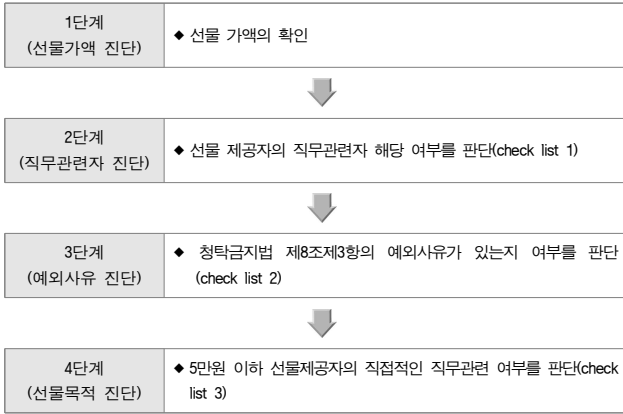 1단계
(선물가액 진단)
◆ 선물 가액의 확인
2단계
(직무관련자 진단)
◆ 선물 제공자의 직무관련자 해당 여부를 판단(check list 1)
3단계
(예외사유 진단)
◆ 청탁금지법 제8조제3항의 예외사유가 있는지 여부를 판단
(check list 2)
4단계
(선물목적 진단)
◆ 5만원 이하 선물제공자의 직접적인 직무관련 여부를 판단(check
list 3)